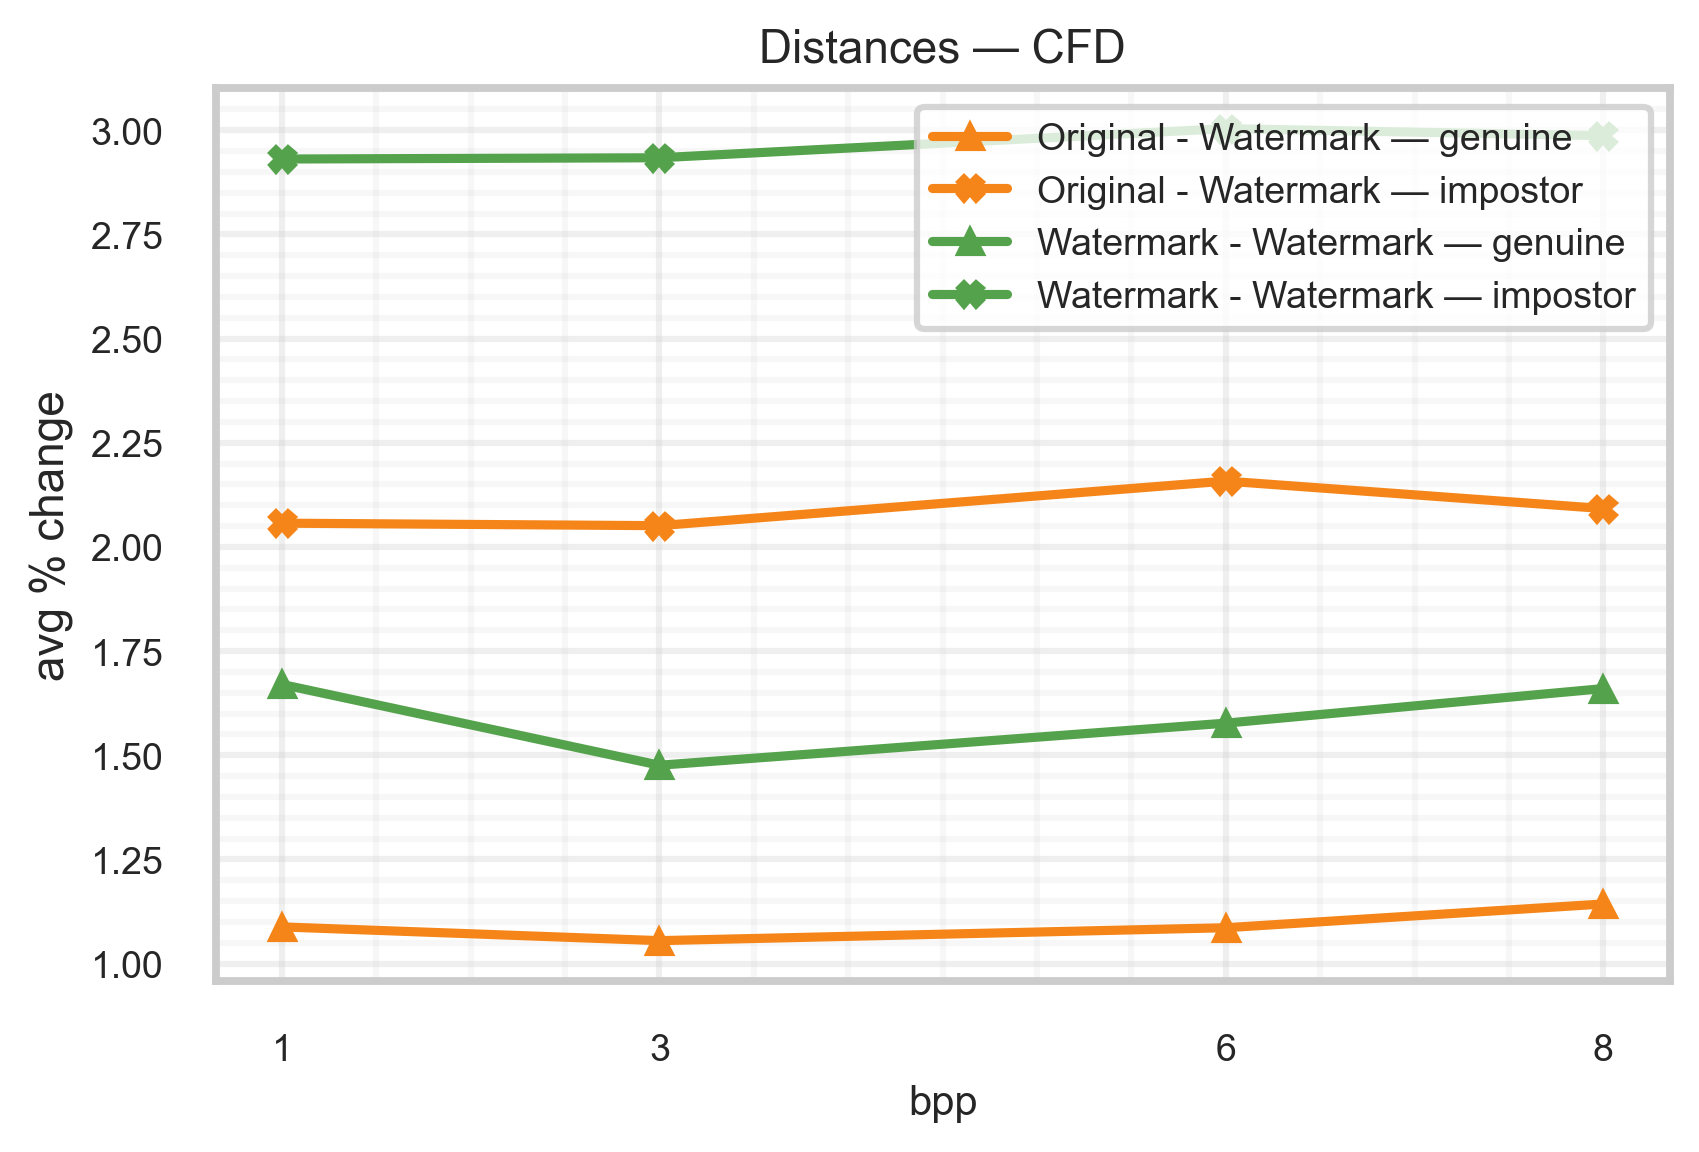 Distances — CFD
3.00
2.75
2.50
2.25
2.00
1.75
1.50
1.25
1.00
avg % change
Original - Watermark — genuine
Original - Watermark — impostor
Watermark - Watermark — genuine
Watermark - Watermark — impostor
1 3 6 8
bpp